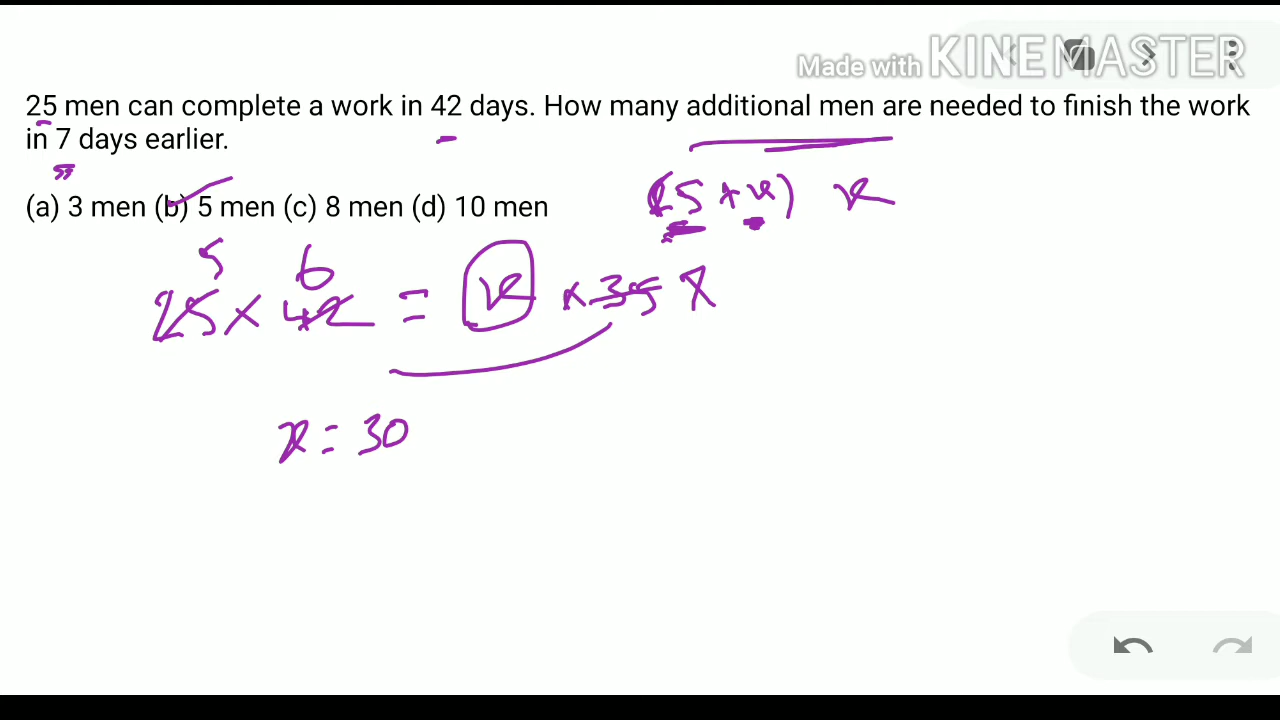 Made with KINEMASTER
25 men can complete a work in 42 days. How many additional men are needed to finish the work
in 7 days earlier.
(25 + x) x
(a) 3 men (b) 5 men (c) 8 men (d) 10 men
5 6
25 × 42 = x × 35
x = 30